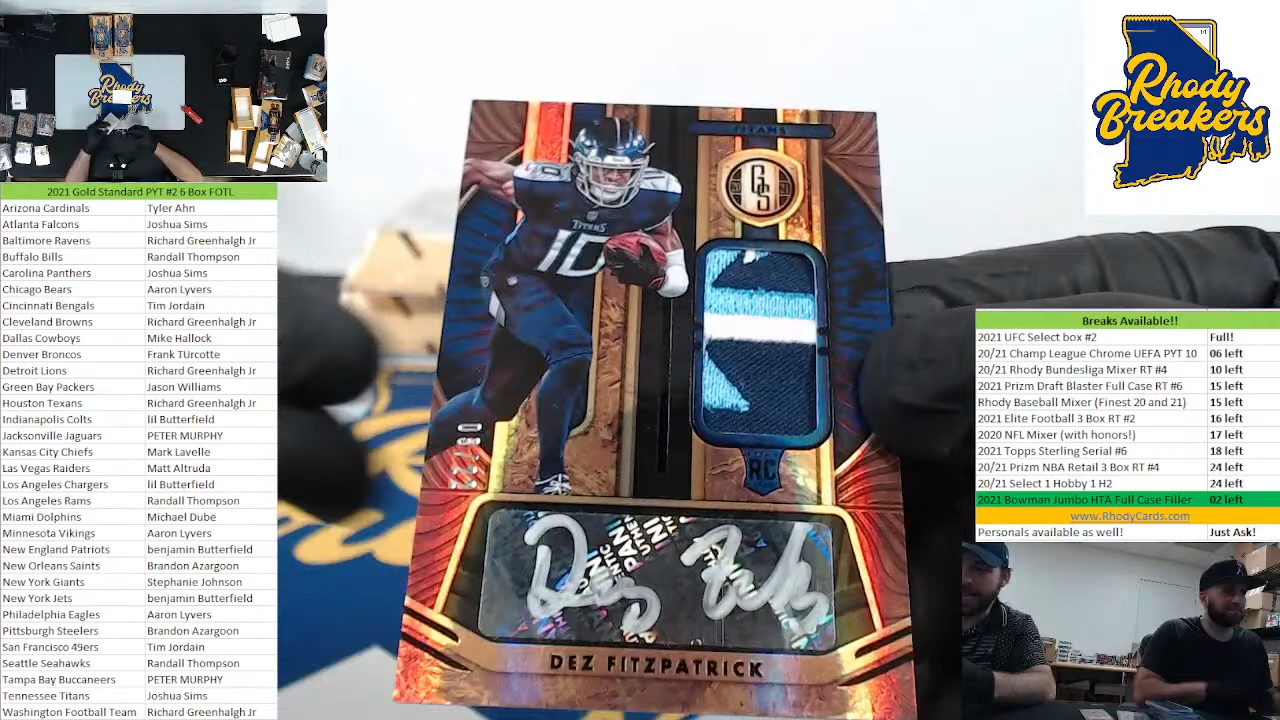 Rhody
Breakers
2021 Gold Standard PYT #2 6 Box FOTL
Arizona Cardinals Tyler Ahn
Atlanta Falcons Joshua Sims
Baltimore Ravens Richard Greenhalgh Jr
Buffalo Bills Randall Thompson
Carolina Panthers Joshua Sims
Chicago Bears Aaron Lyvers
Cincinnati Bengals Tim Jordain
Cleveland Browns Richard Greenhalgh Jr
Dallas Cowboys Mike Hallock
Denver Broncos Frank TUrcotte
Detroit Lions Richard Greenhalgh Jr
Green Bay Packers Jason Williams
Houston Texans Richard Greenhalgh Jr
Indianapolis Colts lil Butterfield
Jacksonville Jaguars PETER MURPHY
Kansas City Chiefs Mark Lavelle
Las Vegas Raiders Matt Altruda
Los Angeles Chargers lil Butterfield
Los Angeles Rams Randall Thompson
Miami Dolphins Michael Dube
Minnesota Vikings Aaron Lyvers
New England Patriots benjamin Butterfield
New Orleans Saints Brandon Azargoon
New York Giants Stephanie Johnson
New York Jets benjamin Butterfield
Philadelphia Eagles Aaron Lyvers
Pittsburgh Steelers Brandon Azargoon
San Francisco 49ers Tim Jordain
Seattle Seahawks Randall Thompson
Tampa Bay Buccaneers PETER MURPHY
Tennessee Titans Joshua Sims
Washington Football Team Richard Greenhalgh Jr
TITANS
GS
10
TITANS
10
RC
DEZ FITZPATRICK
Rhody
Breakers
Breaks Available!!
2021 UFC Select box #2 Full!
20/21 Champ League Chrome UEFA PYT 10 06 left
20/21 Rhody Bundesliga Mixer RT #4 10 left
2021 Prizm Draft Blaster Full Case RT #6 15 left
Rhody Baseball Mixer (Finest 20 and 21) 15 left
2021 Elite Football 3 Box RT #2 16 left
2020 NFL Mixer (with honors!) 17 left
2021 Topps Sterling Serial #6 18 left
20/21 Prizm NBA Retail 3 Box RT #4 24 left
20/21 Select 1 Hobby 1 H2 24 left
2021 Bowman Jumbo HTA Full Case Filler 02 left
www.RhodyCards.com
Personals available as well! Just Ask!